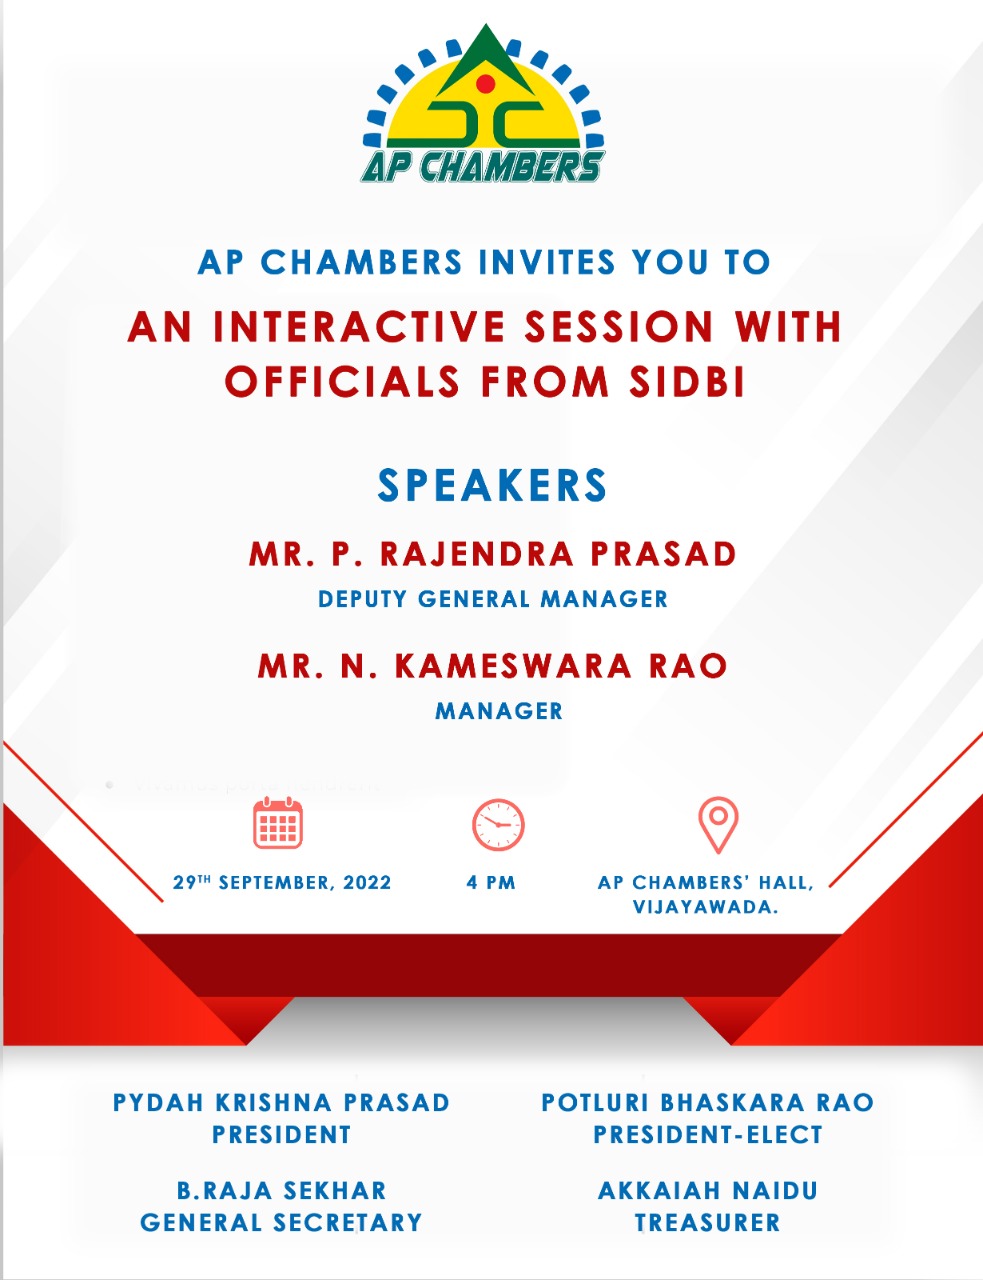 AP CHAMBERS
AP CHAMBERS INVITES YOU TO
AN INTERACTIVE SESSION WITH
OFFICIALS FROM SIDBI
SPEAKERS
MR. P. RAJENDRA PRASAD
DEPUTY GENERAL MANAGER
MR. N. KAMESWARA RAO
MANAGER
29TH SEPTEMBER, 2022
4 PM
AP CHAMBERS’ HALL,
VIJAYAWADA.
PYDAH KRISHNA PRASAD
PRESIDENT
POTLURI BHASKARA RAO
PRESIDENT-ELECT
B.RAJA SEKHAR
GENERAL SECRETARY
AKKAIAH NAIDU
TREASURER